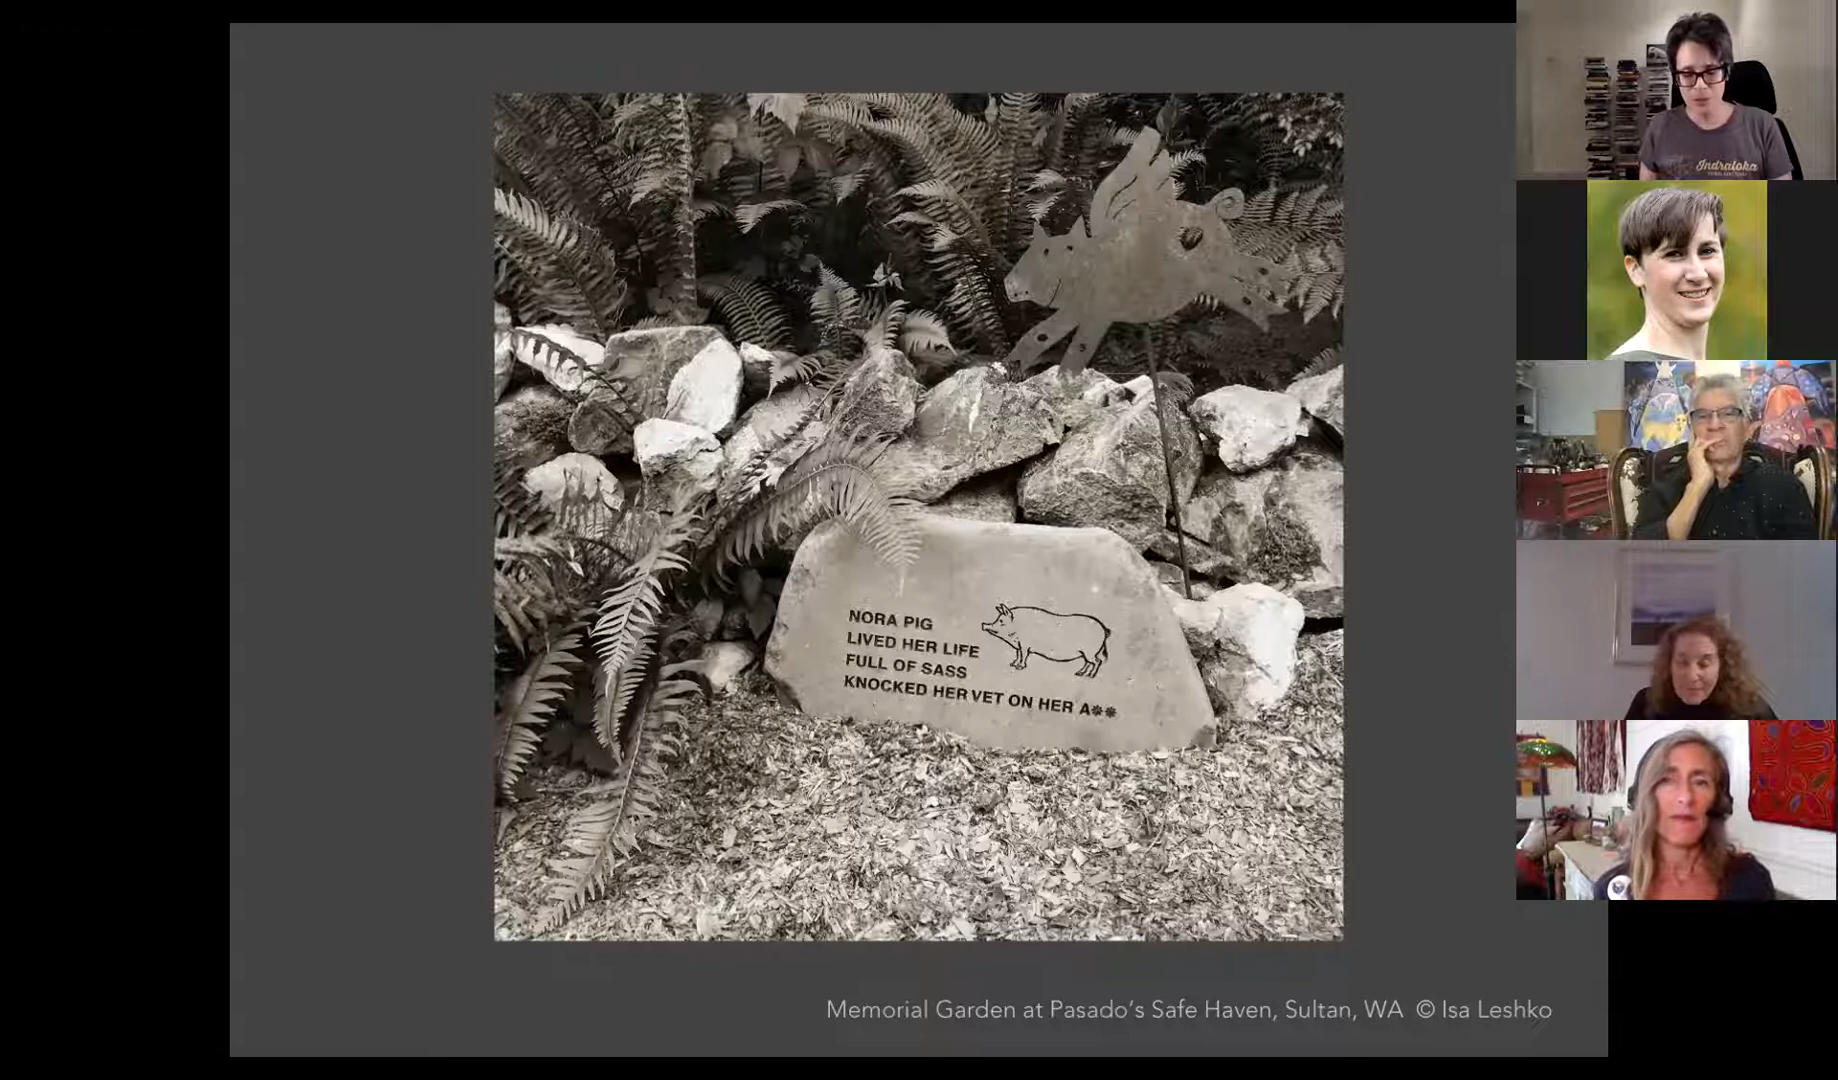 Indraloka
NORA PIG
LIVED HER LIFE
FULL OF SASS
KNOCKED HER VET ON HER A**
Memorial Garden at Pasado's Safe Haven, Sultan, WA © Isa Leshko